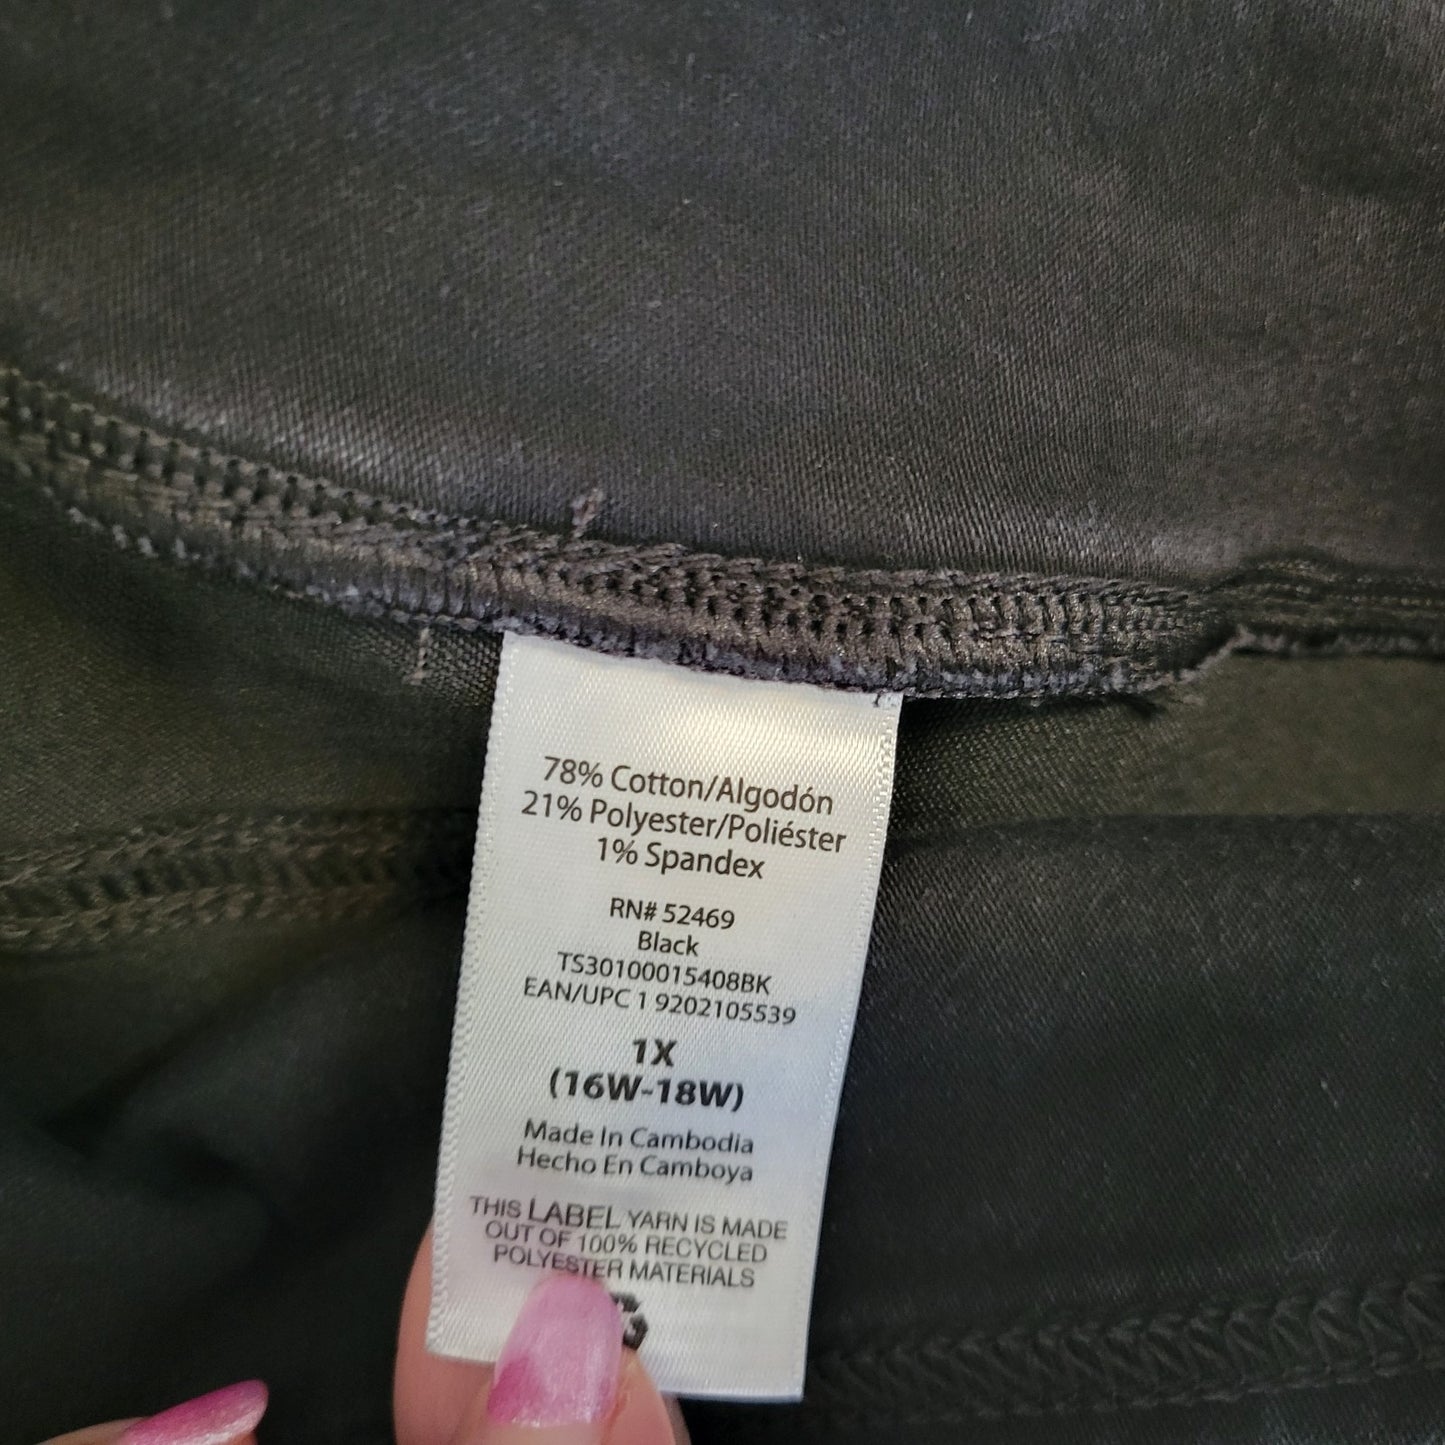 78% Cotton/Algodón
21% Polyester/Poliéster
1% Spandex
RN# 52469
Black
TS30100015408BK
EAN/UPC 1 9202105539
1X
(16W-18W)
Made In Cambodia
Hecho En Camboya
THIS LABEL YARN IS MADE
OUT OF 100% RECYCLED
POLYESTER MATERIALS